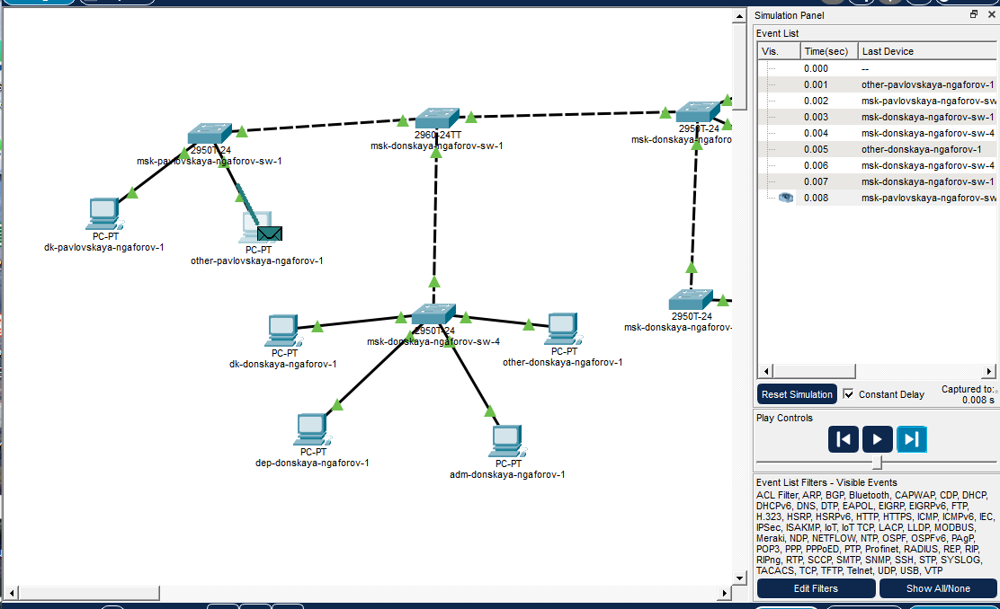 Simulation Panel
Event List
Vis. Time(sec) Last Device
0.000 --
0.001 other-pavlovskaya-ngaforov-1
0.002 msk-pavlovskaya-ngaforov-sw
0.003 msk-donskaya-ngaforov-sw-1
0.004 msk-donskaya-ngaforov-sw-4
0.005 other-donskaya-ngaforov-1
0.006 msk-donskaya-ngaforov-sw-4
0.007 msk-donskaya-ngaforov-sw-1
0.008 msk-pavlovskaya-ngaforov-sw
Reset Simulation Constant Delay Captured to:
0.008 s
Play Controls
Event List Filters - Visible Events
ACL Filter, ARP, BGP, Bluetooth, CAPWAP, CDP, DHCP,
DHCPv6, DNS, DTP, EAPOL, EIGRP, EIGRPv6, FTP,
H.323, HSRP, HSRPv6, HTTP, HTTPS, ICMP, ICMPv6, IEC,
IPSec, ISAKMP, IoT, IoT TCP, LACP, LLDP, MODBUS,
Meraki, NDP, NETFLOW, NTP, OSPF, OSPFv6, PAgP,
POP3, PPP, PPPoED, PTP, Profinet, RADIUS, REP, RIP,
RIPng, RTP, SCCP, SMTP, SNMP, SSH, STP, SYSLOG,
TACACS, TCP, TFTP, Telnet, UDP, USB, VTP
Edit Filters Show All/None
2950T-24
msk-pavlovskaya-ngaforov-sw-1
2960-24TT
msk-donskaya-ngaforov-sw-1
2950T-24
msk-donskaya-ngaforo
PC-PT
dk-pavlovskaya-ngaforov-1
PC-PT
other-pavlovskaya-ngaforov-1
2950T-24
msk-donskaya-ngaforov-sw-4
2950T-24
msk-donskaya-ngaforov-
PC-PT
dk-donskaya-ngaforov-1
PC-PT
other-donskaya-ngaforov-1
PC-PT
dep-donskaya-ngaforov-1
PC-PT
adm-donskaya-ngaforov-1